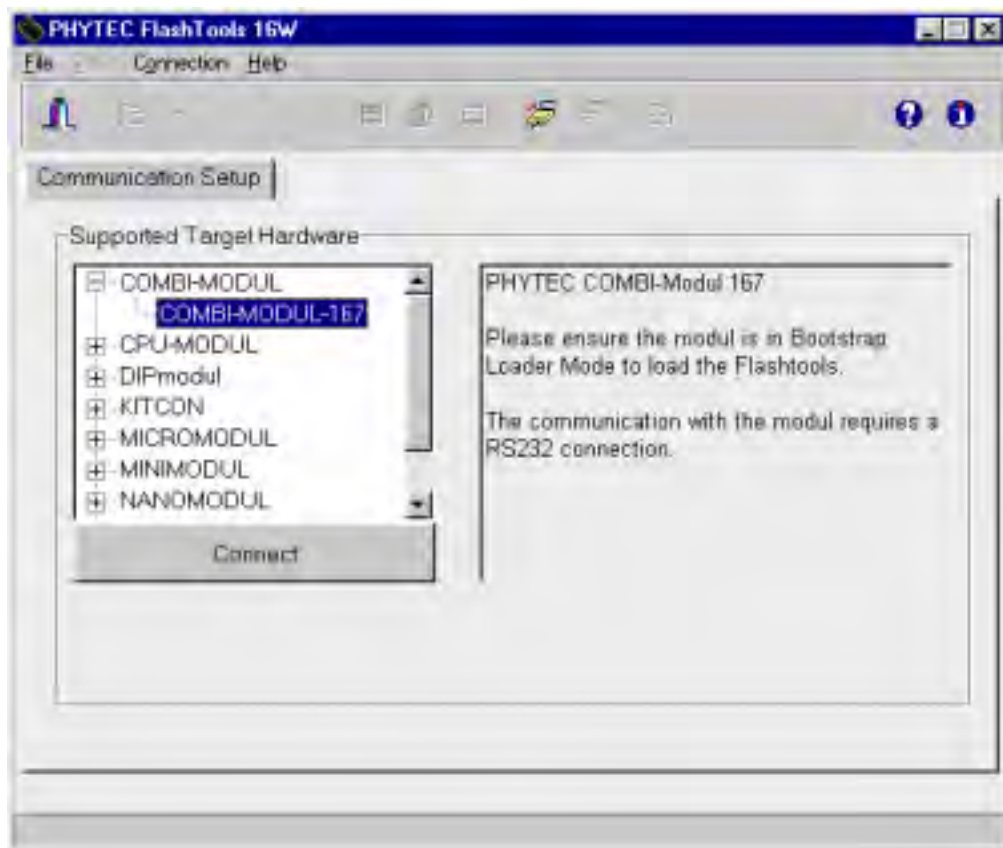 PHYTEC FlashTools 16W
File Connection Help
Communication Setup
Supported Target Hardware
COMBI-MODUL
COMBI-MODUL-167
CPU-MODUL
DIPmodul
KITCON
MICROMODUL
MINIMODUL
NANOMODUL
Connect
PHYTEC COMBI-Modul 167
Please ensure the modul is in Bootstrap
Loader Mode to load the Flashtools.
The communication with the modul requires a
RS232 connection.